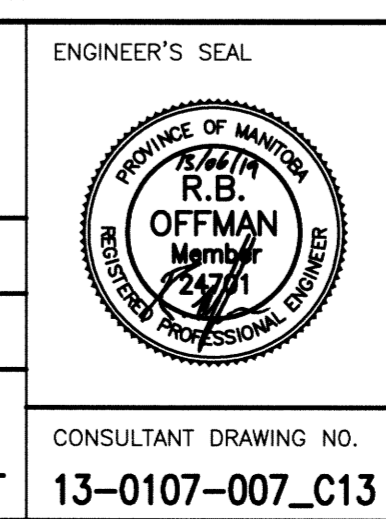 ENGINEER'S SEAL
PROVINCE OF MANITOBA
13/06/19
R.B.
OFFMAN
Member
24701
REGISTERED PROFESSIONAL ENGINEER
CONSULTANT DRAWING NO.
13-0107-007_C13